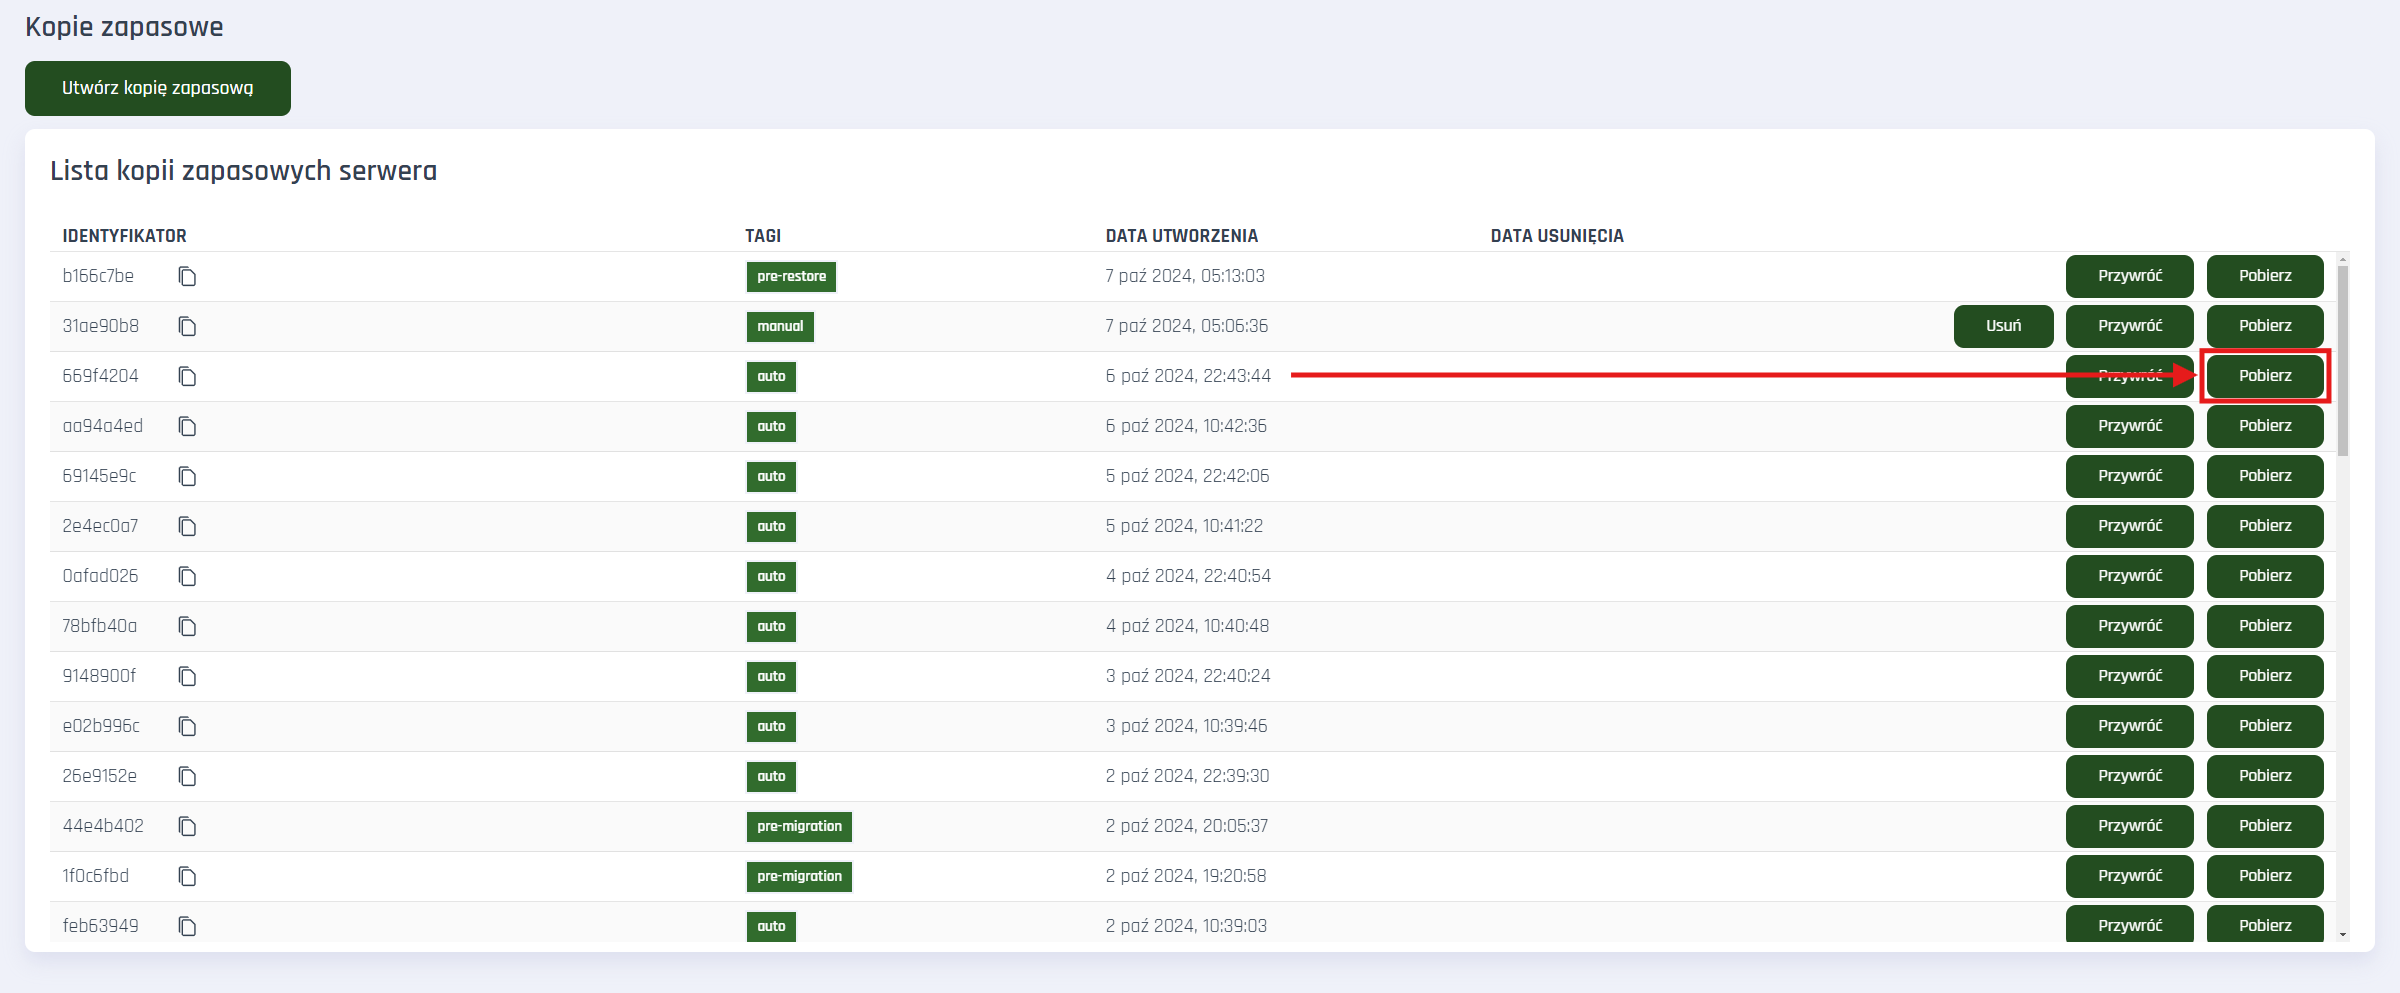 Kopie zapasowe
Utwórz kopię zapasową
Lista kopii zapasowych serwera
IDENTYFIKATOR TAGI DATA UTWORZENIA DATA USUNIĘCIA
b166c7be pre-restore 7 paź 2024, 05:13:03 Przywróć Pobierz
31ae90b8 manual 7 paź 2024, 05:06:36 Usuń Przywróć Pobierz
669f4204 auto 6 paź 2024, 22:43:44 Przywróć Pobierz
aa94a4ed auto 6 paź 2024, 10:42:36 Przywróć Pobierz
69145e9c auto 5 paź 2024, 22:42:06 Przywróć Pobierz
2e4ec0a7 auto 5 paź 2024, 10:41:22 Przywróć Pobierz
0afad026 auto 4 paź 2024, 22:40:54 Przywróć Pobierz
78bfb40a auto 4 paź 2024, 10:40:48 Przywróć Pobierz
9148900f auto 3 paź 2024, 22:40:24 Przywróć Pobierz
e02b996c auto 3 paź 2024, 10:39:46 Przywróć Pobierz
26e9152e auto 2 paź 2024, 22:39:30 Przywróć Pobierz
44e4b402 pre-migration 2 paź 2024, 20:05:37 Przywróć Pobierz
1f0c6fbd pre-migration 2 paź 2024, 19:20:58 Przywróć Pobierz
feb63949 auto 2 paź 2024, 10:39:03 Przywróć Pobierz